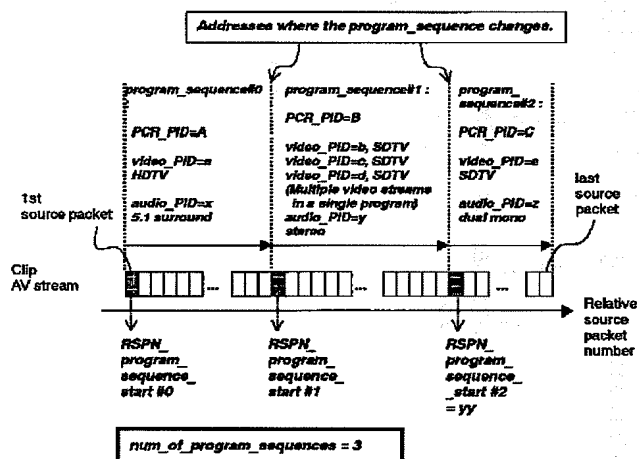 Addresses where the program_sequence changes.
program_sequence#0
PCR_PID=A
video_PID=a
HDTV
audio_PID=x
5.1 surround
program_sequence#1 :
PCR_PID=B
video_PID=b, SDTV
video_PID=c, SDTV
video_PID=d, SDTV
(Multiple video streams
in a single program)
audio_PID=y
stereo
program_
sequence#2 :
PCR_PID=C
video_PID=e
SDTV
audio_PID=z
dual mono
1st
source packet
last
source
packet
Clip
AV stream
... ... ...
Relative
source
packet
number
RSPN_
program_
sequence_
start #0
RSPN_
program_
sequence_
start #1
RSPN_
program_
sequence_
_start #2
= yy
num_of_program_sequences = 3